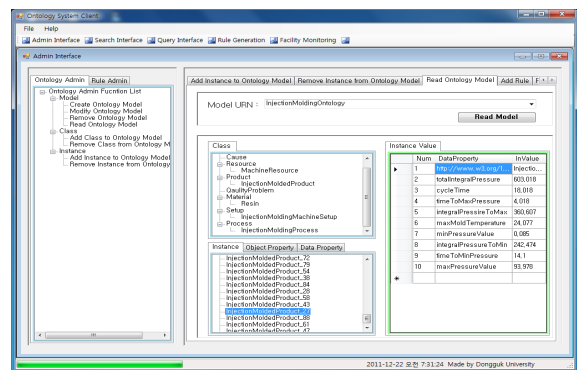 Ontology System Client
File Help
Admin Interface Search Interface Query Interface Rule Generation Facility Monitoring
Admin Interface
Ontology Admin Rule Admin
Ontology Admin Fucntion List
Model
Create Ontology Model
Modify Ontology Model
Remove Ontology Model
Read Ontology Model
Class
Add Class to Ontology Model
Remove Class from Ontology M
Instance
Add Instance to Ontology Model
Remove Instance from Ontology
Add Instance to Ontology Model Remove Instance from Ontology Model Read Ontology Model Add Rule F
Model URN : InjectionMoldingOntology
Read Model
Class
Cause
Resource
MachineResource
Product
InjectionMoldedProduct
QaulityProblem
Material
Resin
Setup
InjectionMoldingMachineSetup
Process
InjectionMoldingProcess
Instance Object Property Data Property
InjectionMoldedProduct_72
InjectionMoldedProduct_79
InjectionMoldedProduct_54
InjectionMoldedProduct_38
InjectionMoldedProduct_84
InjectionMoldedProduct_28
InjectionMoldedProduct_58
InjectionMoldedProduct_43
InjectionMoldedProduct_27
InjectionMoldedProduct_88
InjectionMoldedProduct_61
InjectionMoldedProduct_47
Instance Value
Num DataProperty InValue
1 http://www.w3.org/1... Injectio...
2 totalIntegralPressure 603,018
3 cycleTime 18,018
4 timeToMaxPressure 4,018
5 integralPressireToMax 360,607
6 maxMoldTemperature 24,077
7 minPressureValue 0,085
8 integralPressureToMin 242,474
9 timeToMinPressure 14,1
10 maxPressureValue 93,978
2011-12-22 오전 7:31:24 Made by Dongguk University